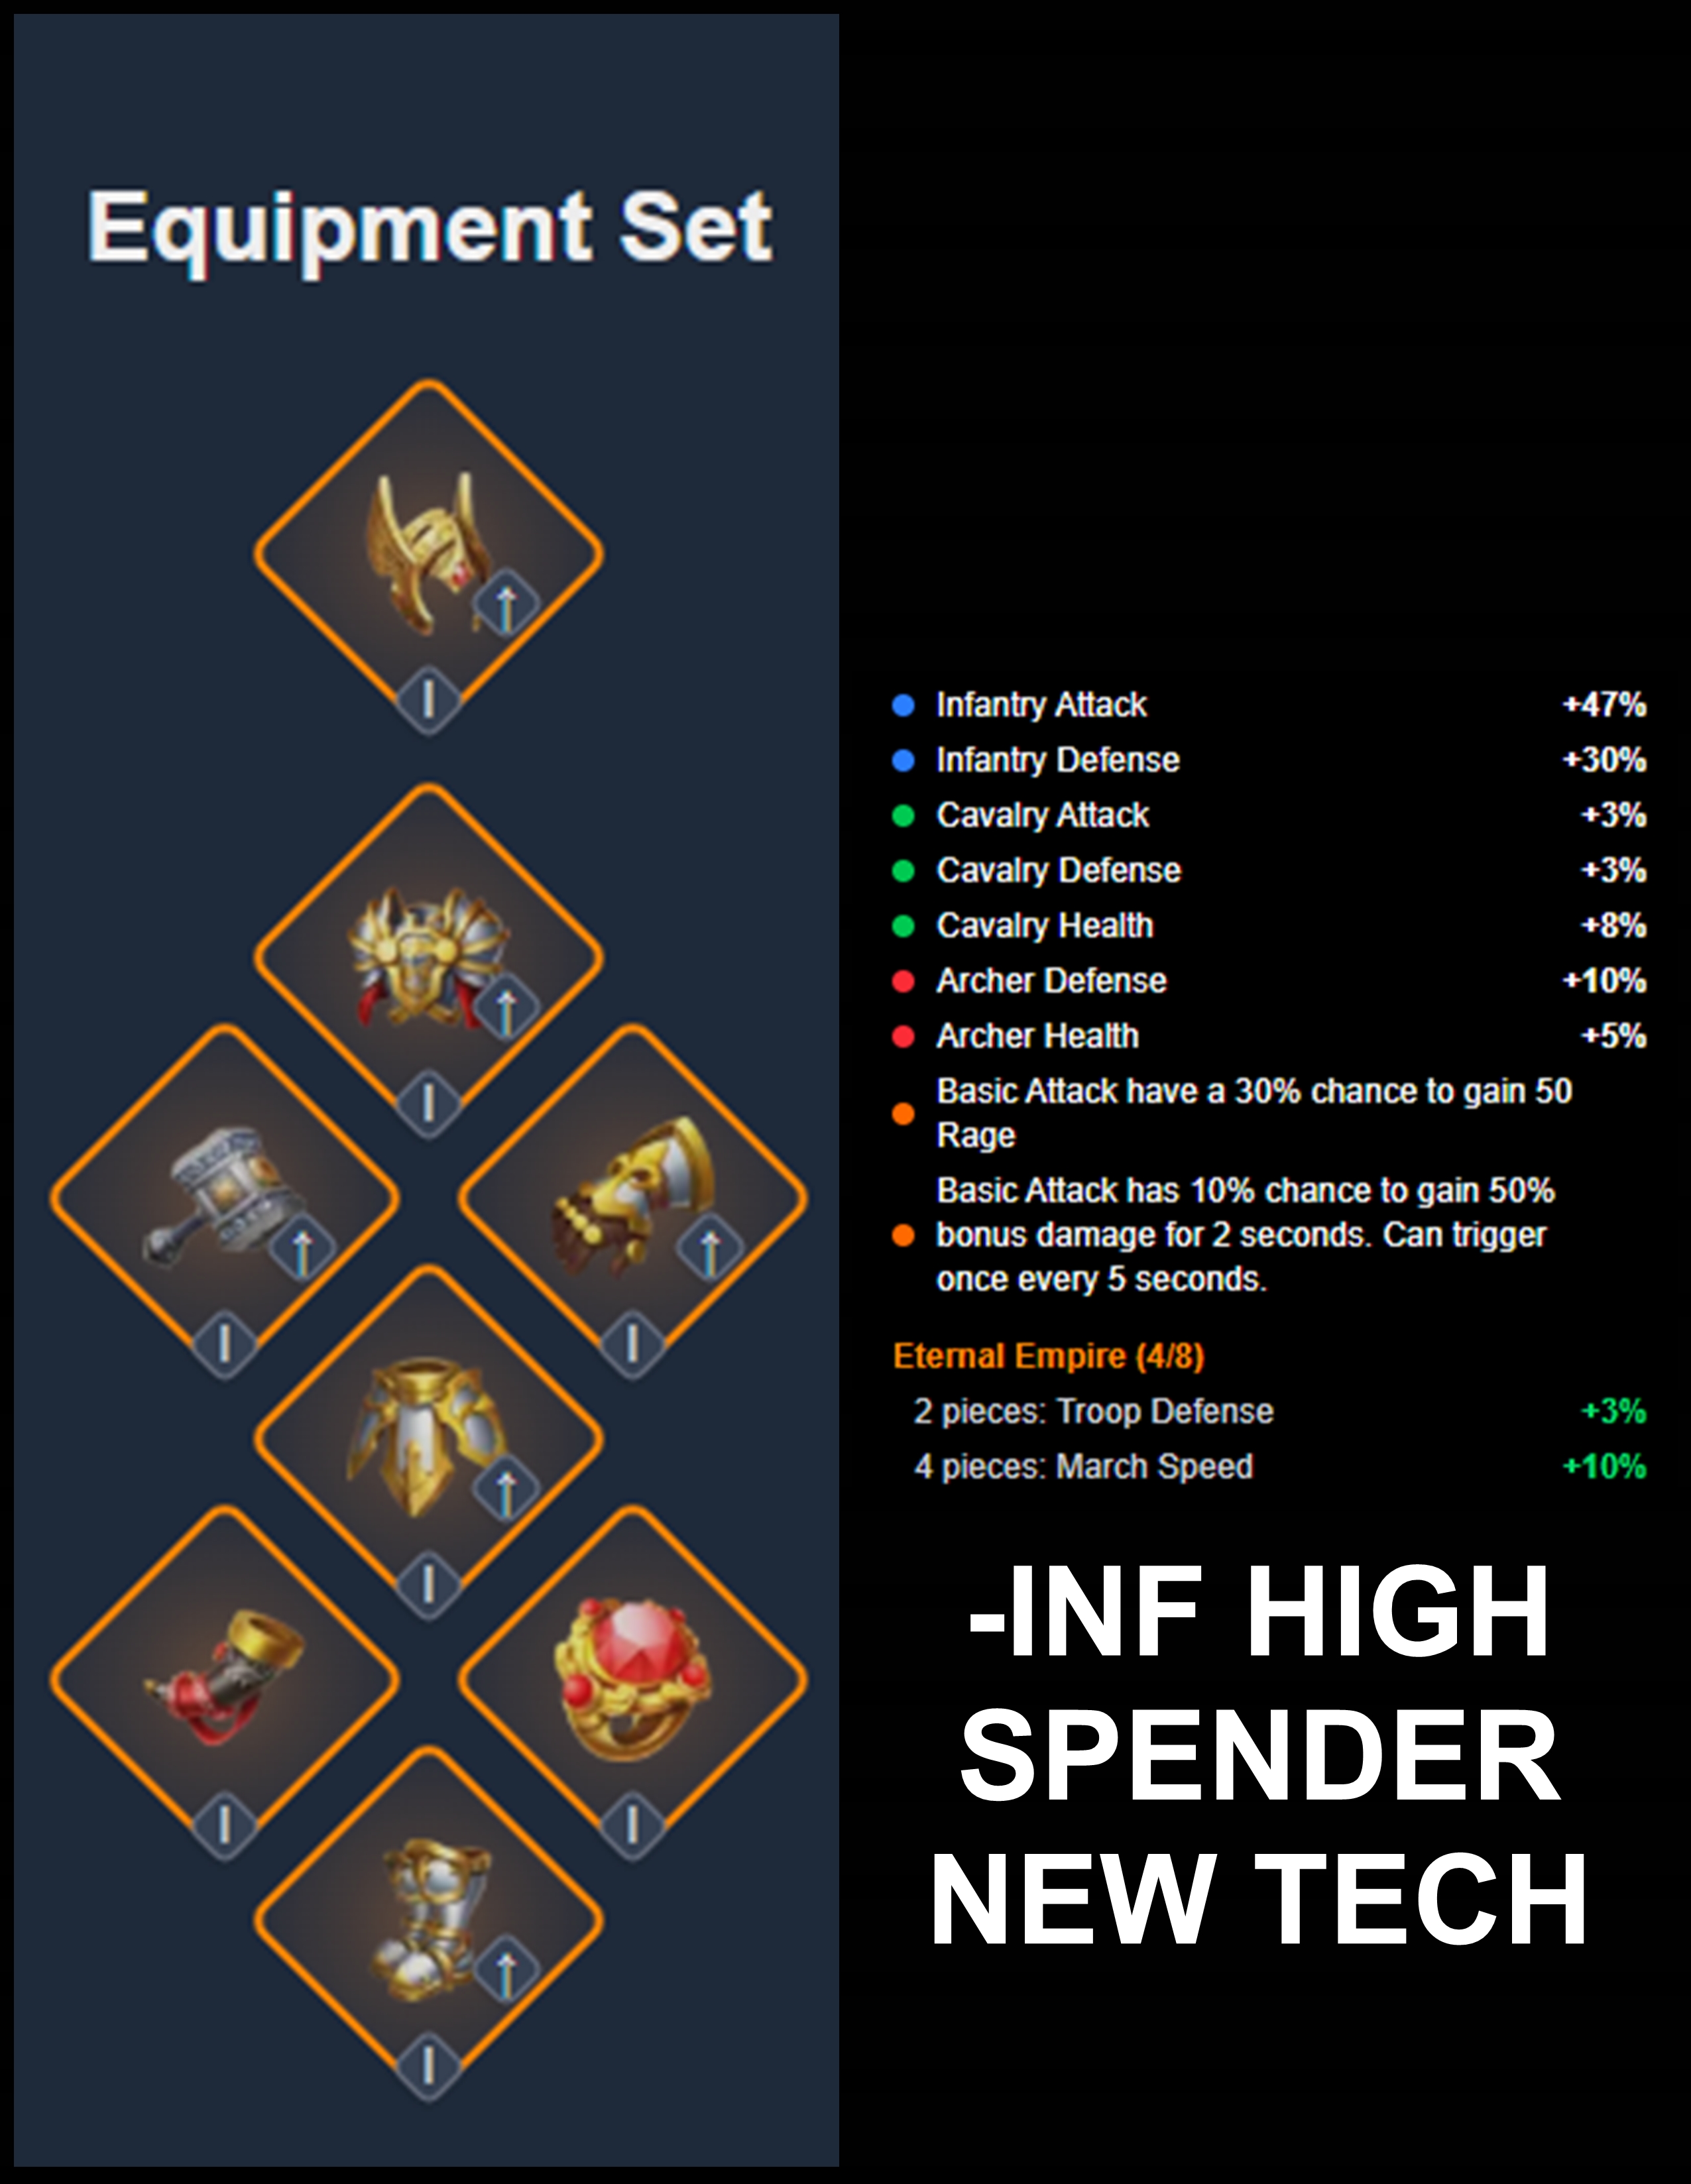 Equipment Set
I
I
I
I
I
I
I
I
Infantry Attack +47%
Infantry Defense +30%
Cavalry Attack +3%
Cavalry Defense +3%
Cavalry Health +8%
Archer Defense +10%
Archer Health +5%
Basic Attack have a 30% chance to gain 50
Rage
Basic Attack has 10% chance to gain 50%
bonus damage for 2 seconds. Can trigger
once every 5 seconds.
Eternal Empire (4/8)
2 pieces: Troop Defense +3%
4 pieces: March Speed +10%
-INF HIGH
SPENDER
NEW TECH